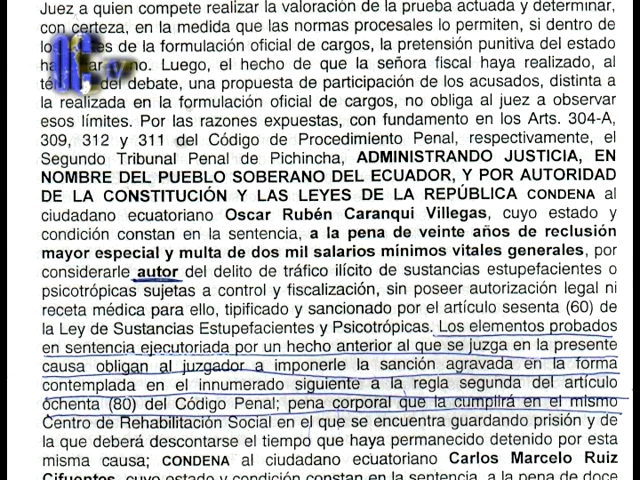 Juez a quien compete realizar la valoración de la prueba actuada y determinar,
con certeza, en la medida que las normas procesales lo permiten, si dentro de
los de la formulación oficial de cargos, la pretensión punitiva del estado
no. Luego, el hecho de que la señora fiscal haya realizado, al
del debate, una propuesta de participación de los acusados, distinta a
la realizada en la formulación oficial de cargos, no obliga al juez a observar
esos límites. Por las razones expuestas, con fundamento en los Arts. 304-A,
309, 312 y 311 del Código de Procedimiento Penal, respectivamente, el
Segundo Tribunal Penal de Pichincha, ADMINISTRANDO JUSTICIA, EN
NOMBRE DEL PUEBLO SOBERANO DEL ECUADOR, Y POR AUTORIDAD
DE LA CONSTITUCIÓN Y LAS LEYES DE LA REPÚBLICA CONDENA al
ciudadano ecuatoriano Oscar Rubén Caranqui Villegas, cuyo estado y
condición constan en la sentencia, a la pena de veinte años de reclusión
mayor especial y multa de dos mil salarios mínimos vitales generales, por
considerarle autor del delito de tráfico ilícito de sustancias estupefacientes o
psicotrópicas sujetas a control y fiscalización, sin poseer autorización legal ni
receta médica para ello, tipificado y sancionado por el artículo sesenta (60) de
la Ley de Sustancias Estupefacientes y Psicotrópicas. Los elementos probados
en sentencia ejecutoriada por un hecho anterior al que se juzga en la presente
causa obligan al juzgador a imponerle la sanción agravada en la forma
contemplada en el innumerado siguiente a la regla segunda del artículo
ochenta (80) del Código Penal; pena corporal que la cumplirá en el mismo
Centro de Rehabilitación Social en el que se encuentra guardando prisión y de
la que deberá descontarse el tiempo que haya permanecido detenido por esta
misma causa; CONDENA al ciudadano ecuatoriano Carlos Marcelo Ruiz
Cifuentes, cuyo estado y condición constan en la sentencia, a la pena de doce